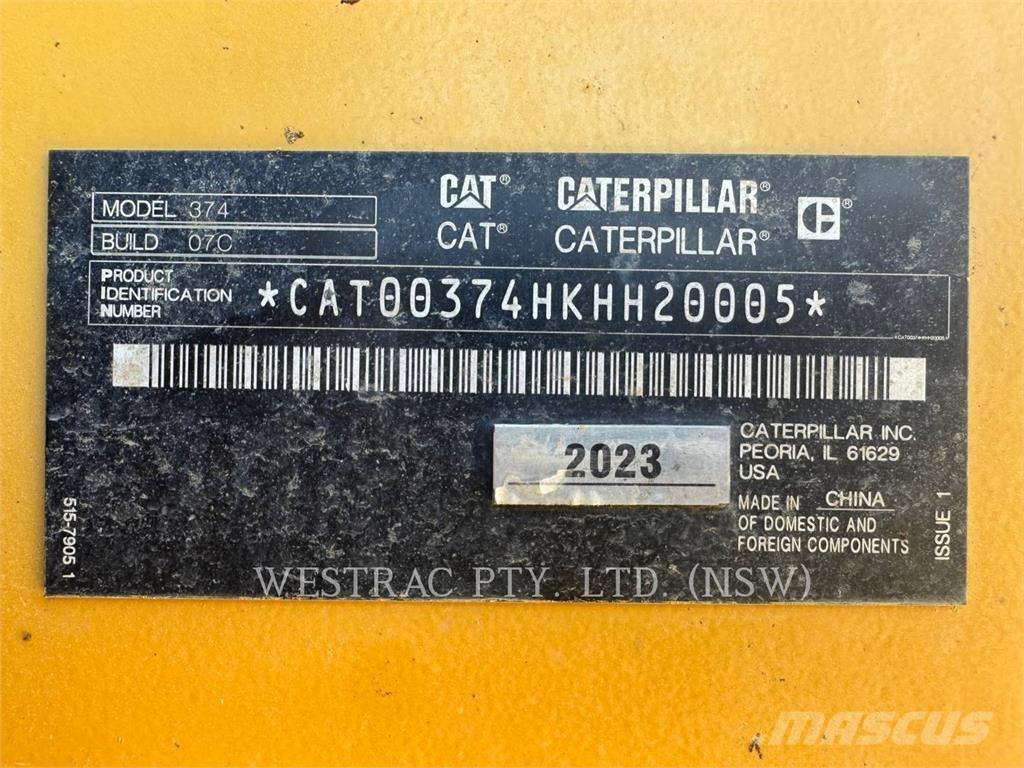 MODEL 374
BUILD 07C
CAT® CATERPILLAR® C®
CAT® CATERPILLAR®
PRODUCT
IDENTIFICATION
NUMBER
*CAT00374HKHH20005*
*CAT00374HKHH20005
2023
CATERPILLAR INC.
PEORIA, IL 61629
USA
MADE IN CHINA
OF DOMESTIC AND
FOREIGN COMPONENTS
515-7905 1
ISSUE 1
WESTRAC PTY. LTD. (NSW)
MASCUS